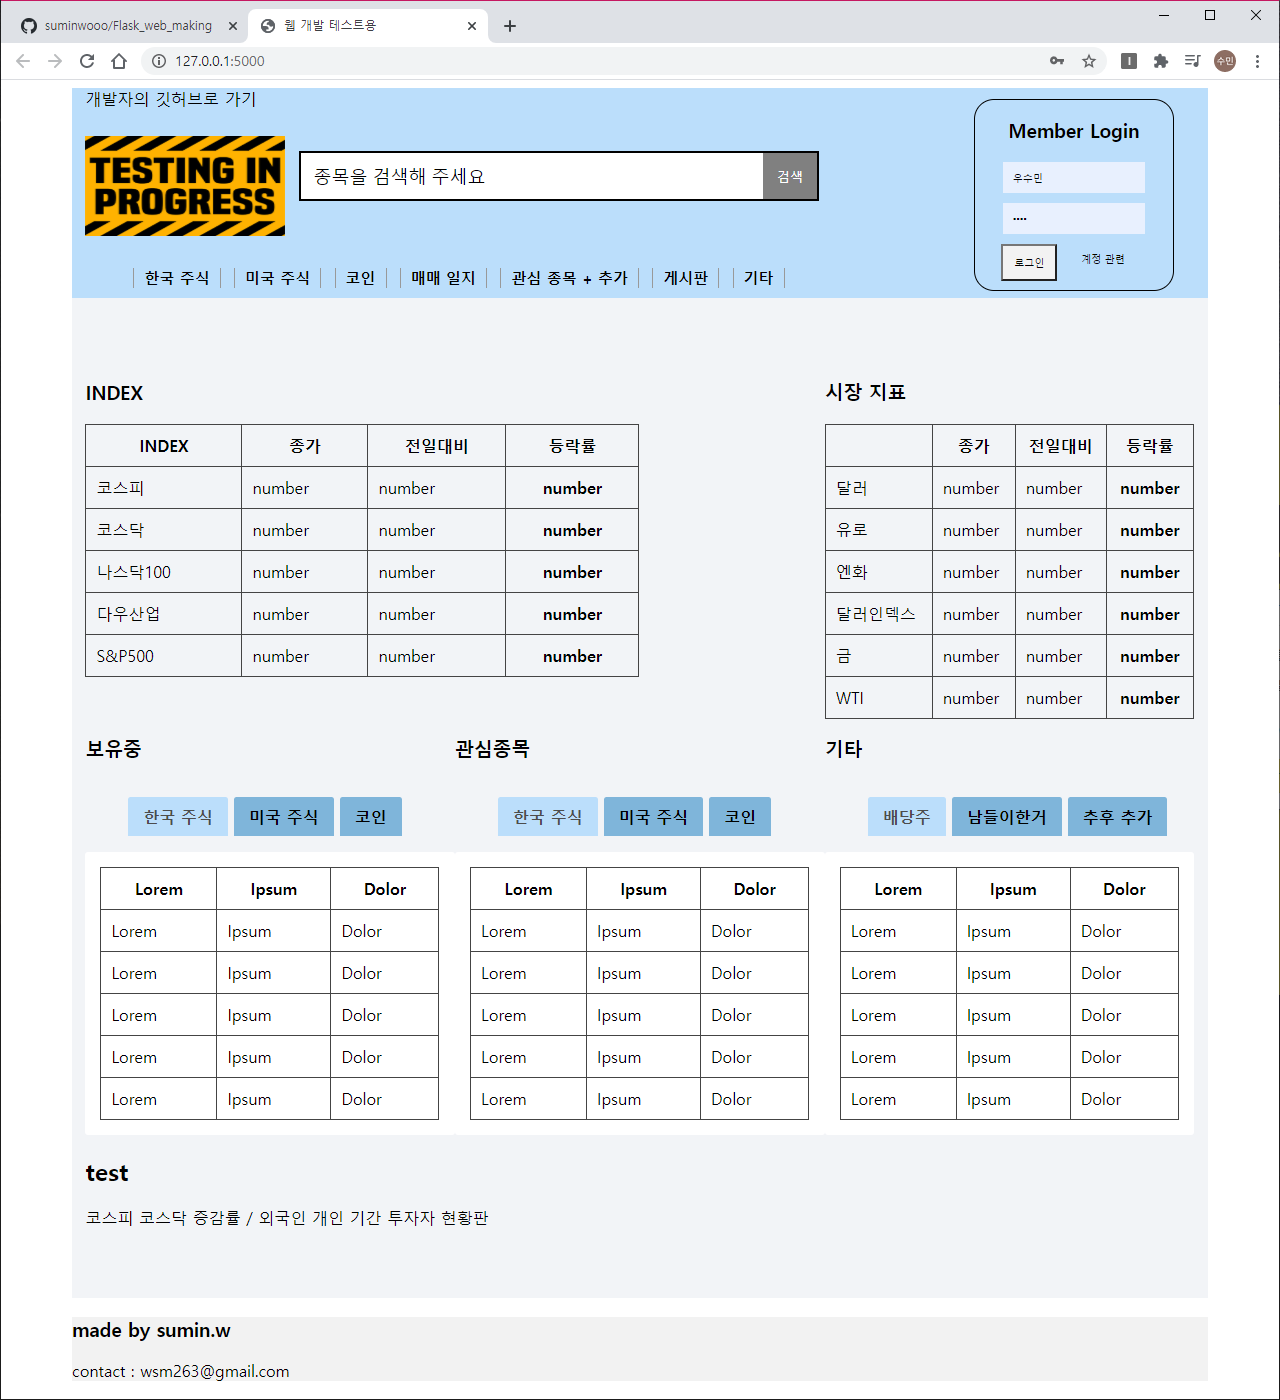 suminwooo/Flask_web_making
웹 개발 테스트용
127.0.0.1:5000
수민
개발자의 깃허브로 가기
TESTING IN
PROGRESS
종목을 검색해 주세요
검색
Member Login
우수민
••••
로그인
계정 관련
한국 주식 미국 주식 코인 매매 일지 관심 종목 + 추가 게시판 기타
INDEX
INDEX 종가 전일대비 등락률
코스피 number number number
코스닥 number number number
나스닥100 number number number
다우산업 number number number
S&P500 number number number
시장 지표
종가 전일대비 등락률
달러 number number number
유로 number number number
엔화 number number number
달러인덱스 number number number
금 number number number
WTI number number number
보유중
한국 주식 미국 주식 코인
Lorem Ipsum Dolor
Lorem Ipsum Dolor
Lorem Ipsum Dolor
Lorem Ipsum Dolor
Lorem Ipsum Dolor
Lorem Ipsum Dolor
관심종목
한국 주식 미국 주식 코인
Lorem Ipsum Dolor
Lorem Ipsum Dolor
Lorem Ipsum Dolor
Lorem Ipsum Dolor
Lorem Ipsum Dolor
Lorem Ipsum Dolor
기타
배당주 남들이한거 추후 추가
Lorem Ipsum Dolor
Lorem Ipsum Dolor
Lorem Ipsum Dolor
Lorem Ipsum Dolor
Lorem Ipsum Dolor
Lorem Ipsum Dolor
test
코스피 코스닥 증감률 / 외국인 개인 기간 투자자 현황판
made by sumin.w
contact : wsm263@gmail.com